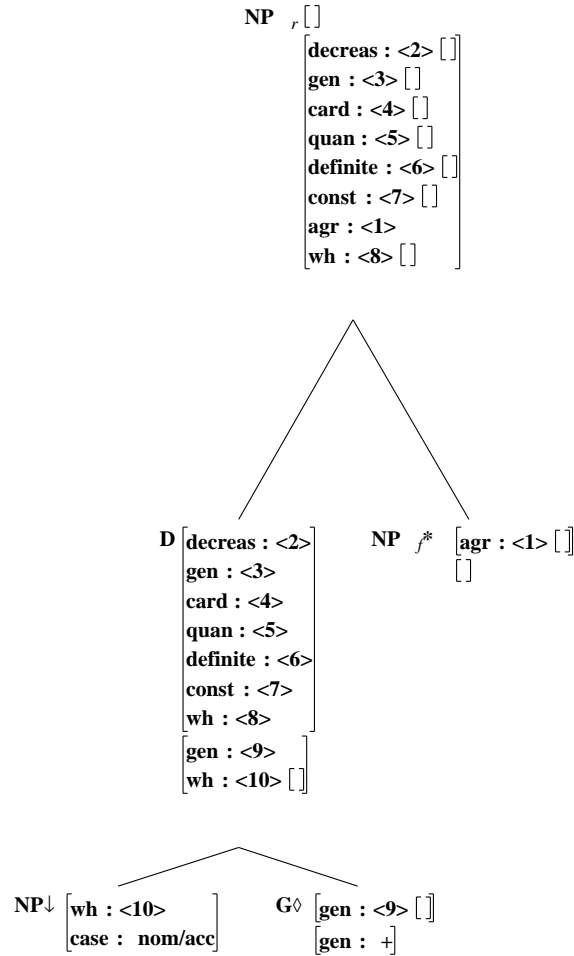 NP r []
decreas : <2> []
gen : <3> []
card : <4> []
quan : <5> []
definite : <6> []
const : <7> []
agr : <1>
wh : <8> []
D [decreas : <2>
gen : <3>
card : <4>
quan : <5>
definite : <6>
const : <7>
wh : <8>]
[gen : <9>
wh : <10> []]
NP f* [agr : <1> []]
[]
NP↓ [wh : <10>
case : nom/acc]
G◊ [gen : <9> []]
[gen : +]